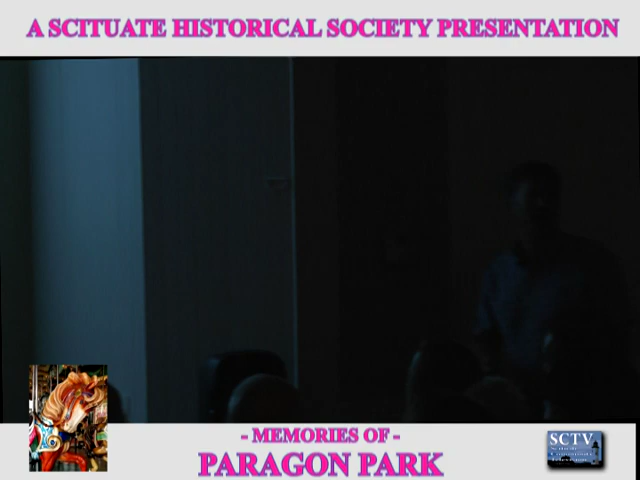 A SCITUATE HISTORICAL SOCIETY PRESENTATION
- MEMORIES OF -
PARAGON PARK
SCTV